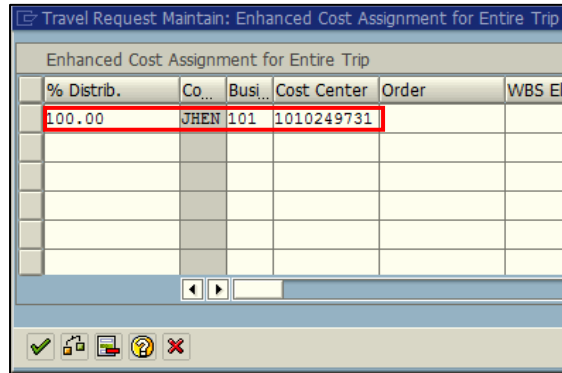 Travel Request Maintain: Enhanced Cost Assignment for Entire Trip
Enhanced Cost Assignment for Entire Trip
% Distrib. Co... Busi... Cost Center Order WBS El
100.00 JHEN 101 1010249731